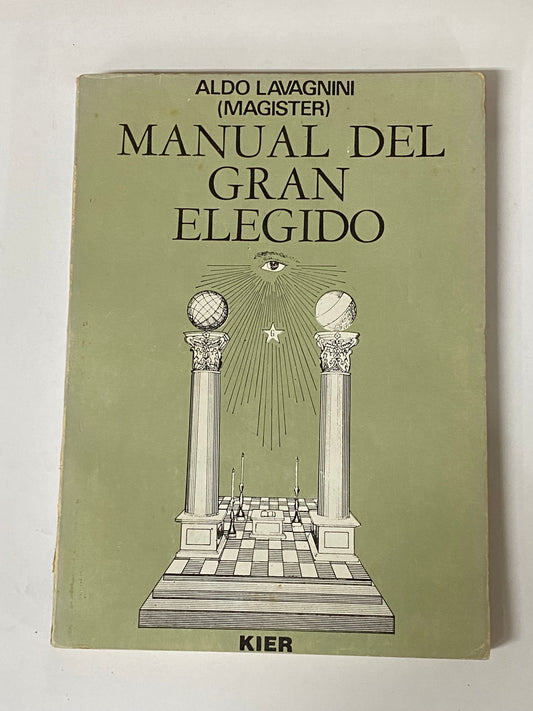 ALDO LAVAGNINI
(MAGISTER)
MANUAL DEL
GRAN
ELEGIDO
G
KIER